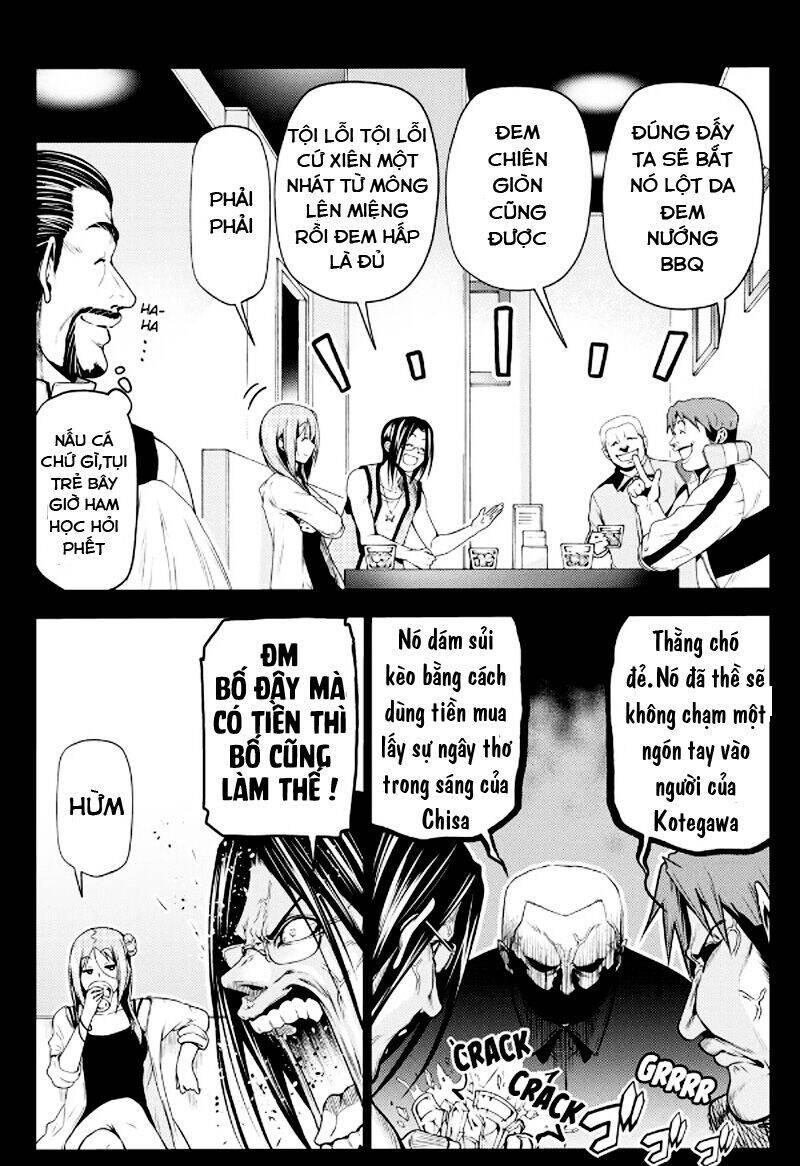 ĐÚNG ĐẤY
TA SẼ BẮT
NÓ LỘT DA
ĐEM
NƯỚNG
BBQ
ĐEM
CHIÊN
GIÒN
CŨNG
ĐƯỢC
TỘI LỖI TỘI LỖI
CỨ XIÊN MỘT
NHÁT TỪ MÔNG
LÊN MIỆNG
RỒI ĐEM HẤP
LÀ ĐỦ
PHẢI
PHẢI
HA-
HA
...
NẤU CÁ
CHỨ GÌ,TỤI
TRẺ BÂY
GIỜ HAM
HỌC HỎI
PHẾT
Thằng chó
đẻ.Nó đã thề sẽ
không chạm một
ngón tay vào
người của
Kotegawa
Nó dám sủi
kèo bằng cách
dùng tiền mua
lấy sự ngây thơ
trong sáng của
Chisa
GRRRR
CRACK
CRACK
ゴゴゴ
ĐM
BỐ ĐÂY MÀ
CÓ TIỀN THÌ
BỐ CŨNG
LÀM THẾ !
HỪM